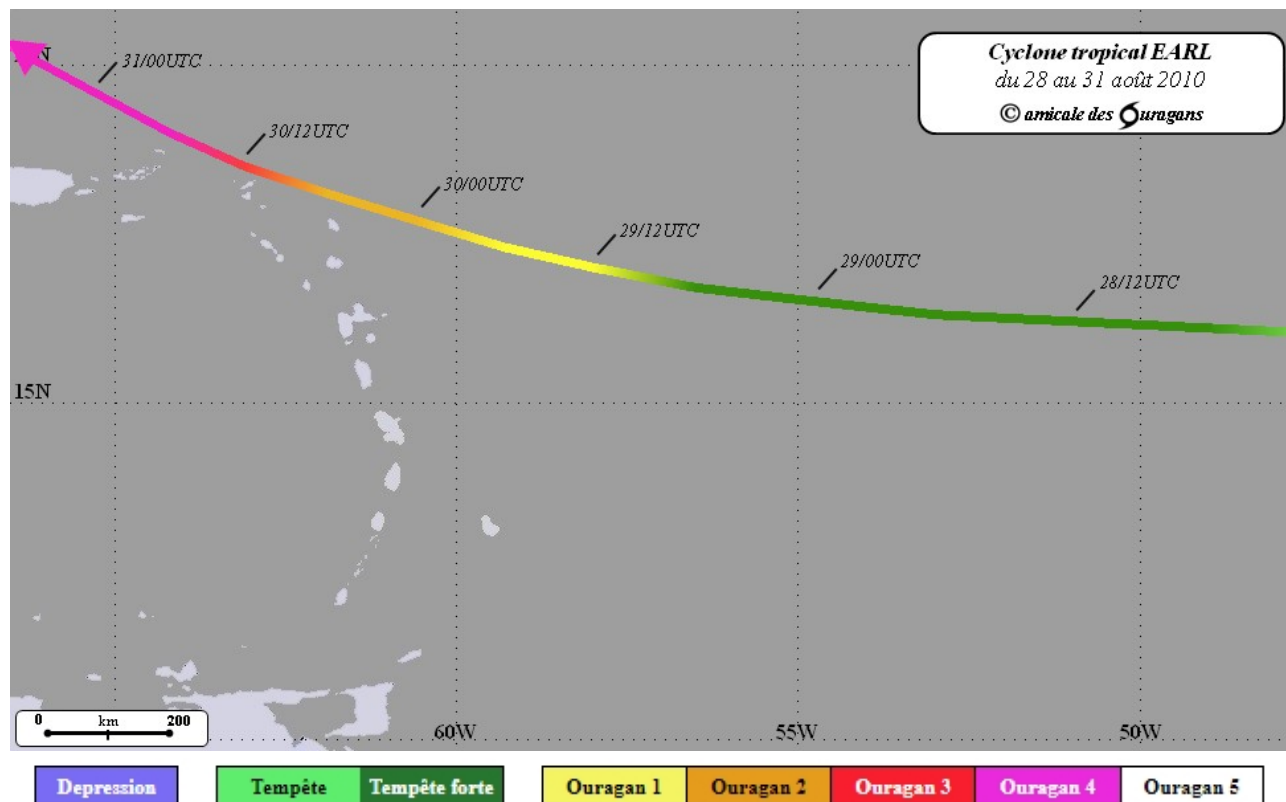 Cyclone tropical EARL
du 28 au 31 août 2010
© amicale des Ouragans
31/00UTC
30/12UTC
30/00UTC
29/12UTC
29/00UTC
28/12UTC
15N
0 km 200
60W 55W 50W
Depression Tempête Tempête forte Ouragan 1 Ouragan 2 Ouragan 3 Ouragan 4 Ouragan 5